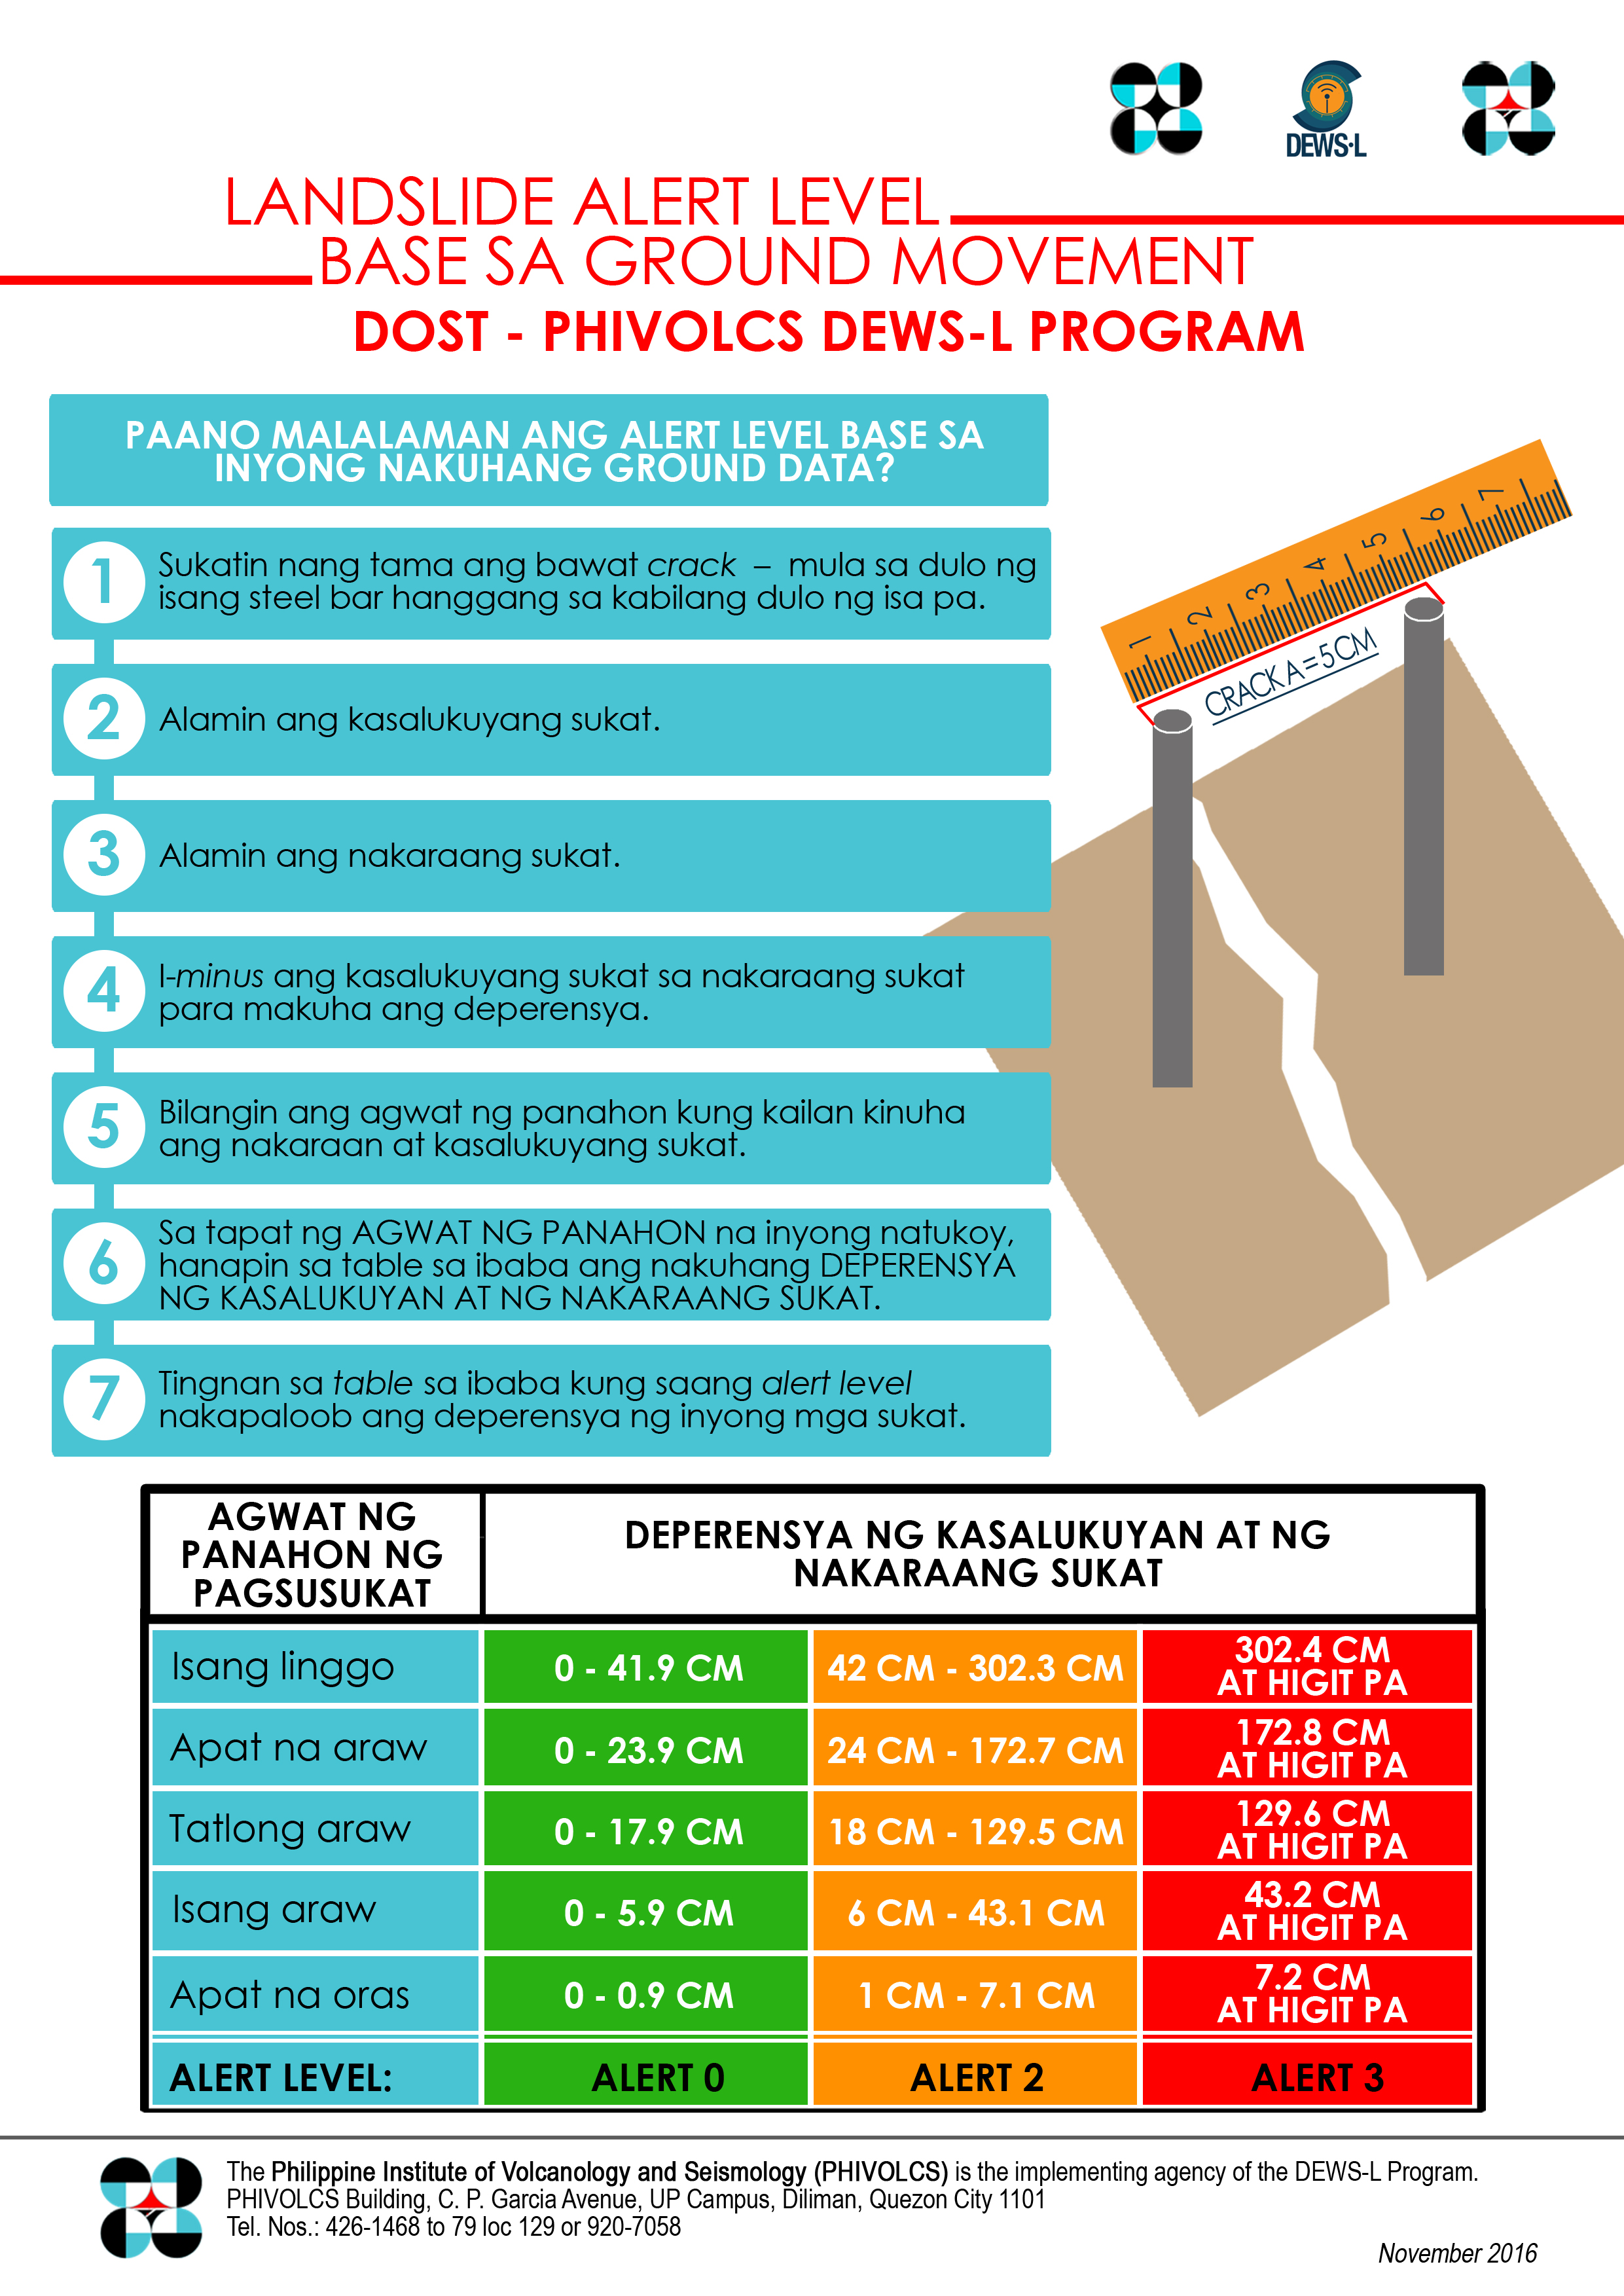 DEWS·L
LANDSLIDE ALERT LEVEL
BASE SA GROUND MOVEMENT
DOST - PHIVOLCS DEWS-L PROGRAM
PAANO MALALAMAN ANG ALERT LEVEL BASE SA
INYONG NAKUHANG GROUND DATA?
1
Sukatin nang tama ang bawat crack – mula sa dulo ng
isang steel bar hanggang sa kabilang dulo ng isa pa.
2
Alamin ang kasalukuyang sukat.
3
Alamin ang nakaraang sukat.
4
I-minus ang kasalukuyang sukat sa nakaraang sukat
para makuha ang deperensya.
5
Bilangin ang agwat ng panahon kung kailan kinuha
ang nakaraan at kasalukuyang sukat.
6
Sa tapat ng AGWAT NG PANAHON na inyong natukoy,
hanapin sa table sa ibaba ang nakuhang DEPERENSYA
NG KASALUKUYAN AT NG NAKARAANG SUKAT.
7
Tingnan sa table sa ibaba kung saang alert level
nakapaloob ang deperensya ng inyong mga sukat.
1 2 3 4 5 6 7
CRACK A=5CM
AGWAT NG
PANAHON NG
PAGSUSUKAT
DEPERENSYA NG KASALUKUYAN AT NG
NAKARAANG SUKAT
Isang linggo
0 - 41.9 CM
42 CM - 302.3 CM
302.4 CM
AT HIGIT PA
Apat na araw
0 - 23.9 CM
24 CM - 172.7 CM
172.8 CM
AT HIGIT PA
Tatlong araw
0 - 17.9 CM
18 CM - 129.5 CM
129.6 CM
AT HIGIT PA
Isang araw
0 - 5.9 CM
6 CM - 43.1 CM
43.2 CM
AT HIGIT PA
Apat na oras
0 - 0.9 CM
1 CM - 7.1 CM
7.2 CM
AT HIGIT PA
ALERT LEVEL:
ALERT 0
ALERT 2
ALERT 3
The Philippine Institute of Volcanology and Seismology (PHIVOLCS) is the implementing agency of the DEWS-L Program.
PHIVOLCS Building, C. P. Garcia Avenue, UP Campus, Diliman, Quezon City 1101
Tel. Nos.: 426-1468 to 79 loc 129 or 920-7058
November 2016